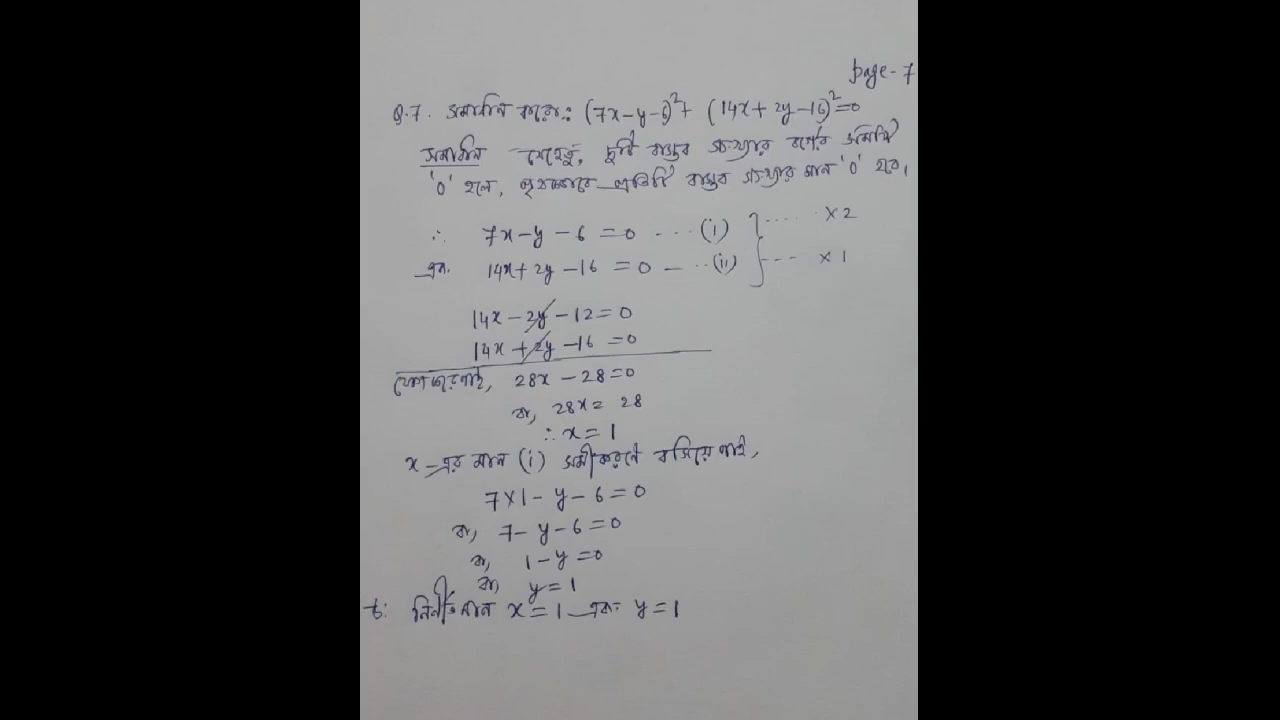 page-7
Q.7. সমাধান করো: (7x-y-6)²+ (14x+2y-16)²=0
সমাধান যেহেতু, দুটি বাস্তব সংখ্যার বর্গের সমষ্টি
'0' হলে, পৃথকভাবে প্রতিটি বাস্তব সংখ্যার মান '0' হবে।
∴ 7x-y-6=0 ---(i) } ..... ×2
এবং 14x+2y-16=0 - ..(ii) } --- ×1
14x-2y-12=0
14x+2y-16=0
যোগ করে পাই, 28x-28=0
বা, 28x= 28
∴ x=1
x-এর মান (i) সমীকরণে বসিয়ে পাই,
7×1-y-6=0
বা, 7-y-6=0
বা, 1-y=0
বা, y=1
∴ নির্ণেয় মান x=1 এবং y=1